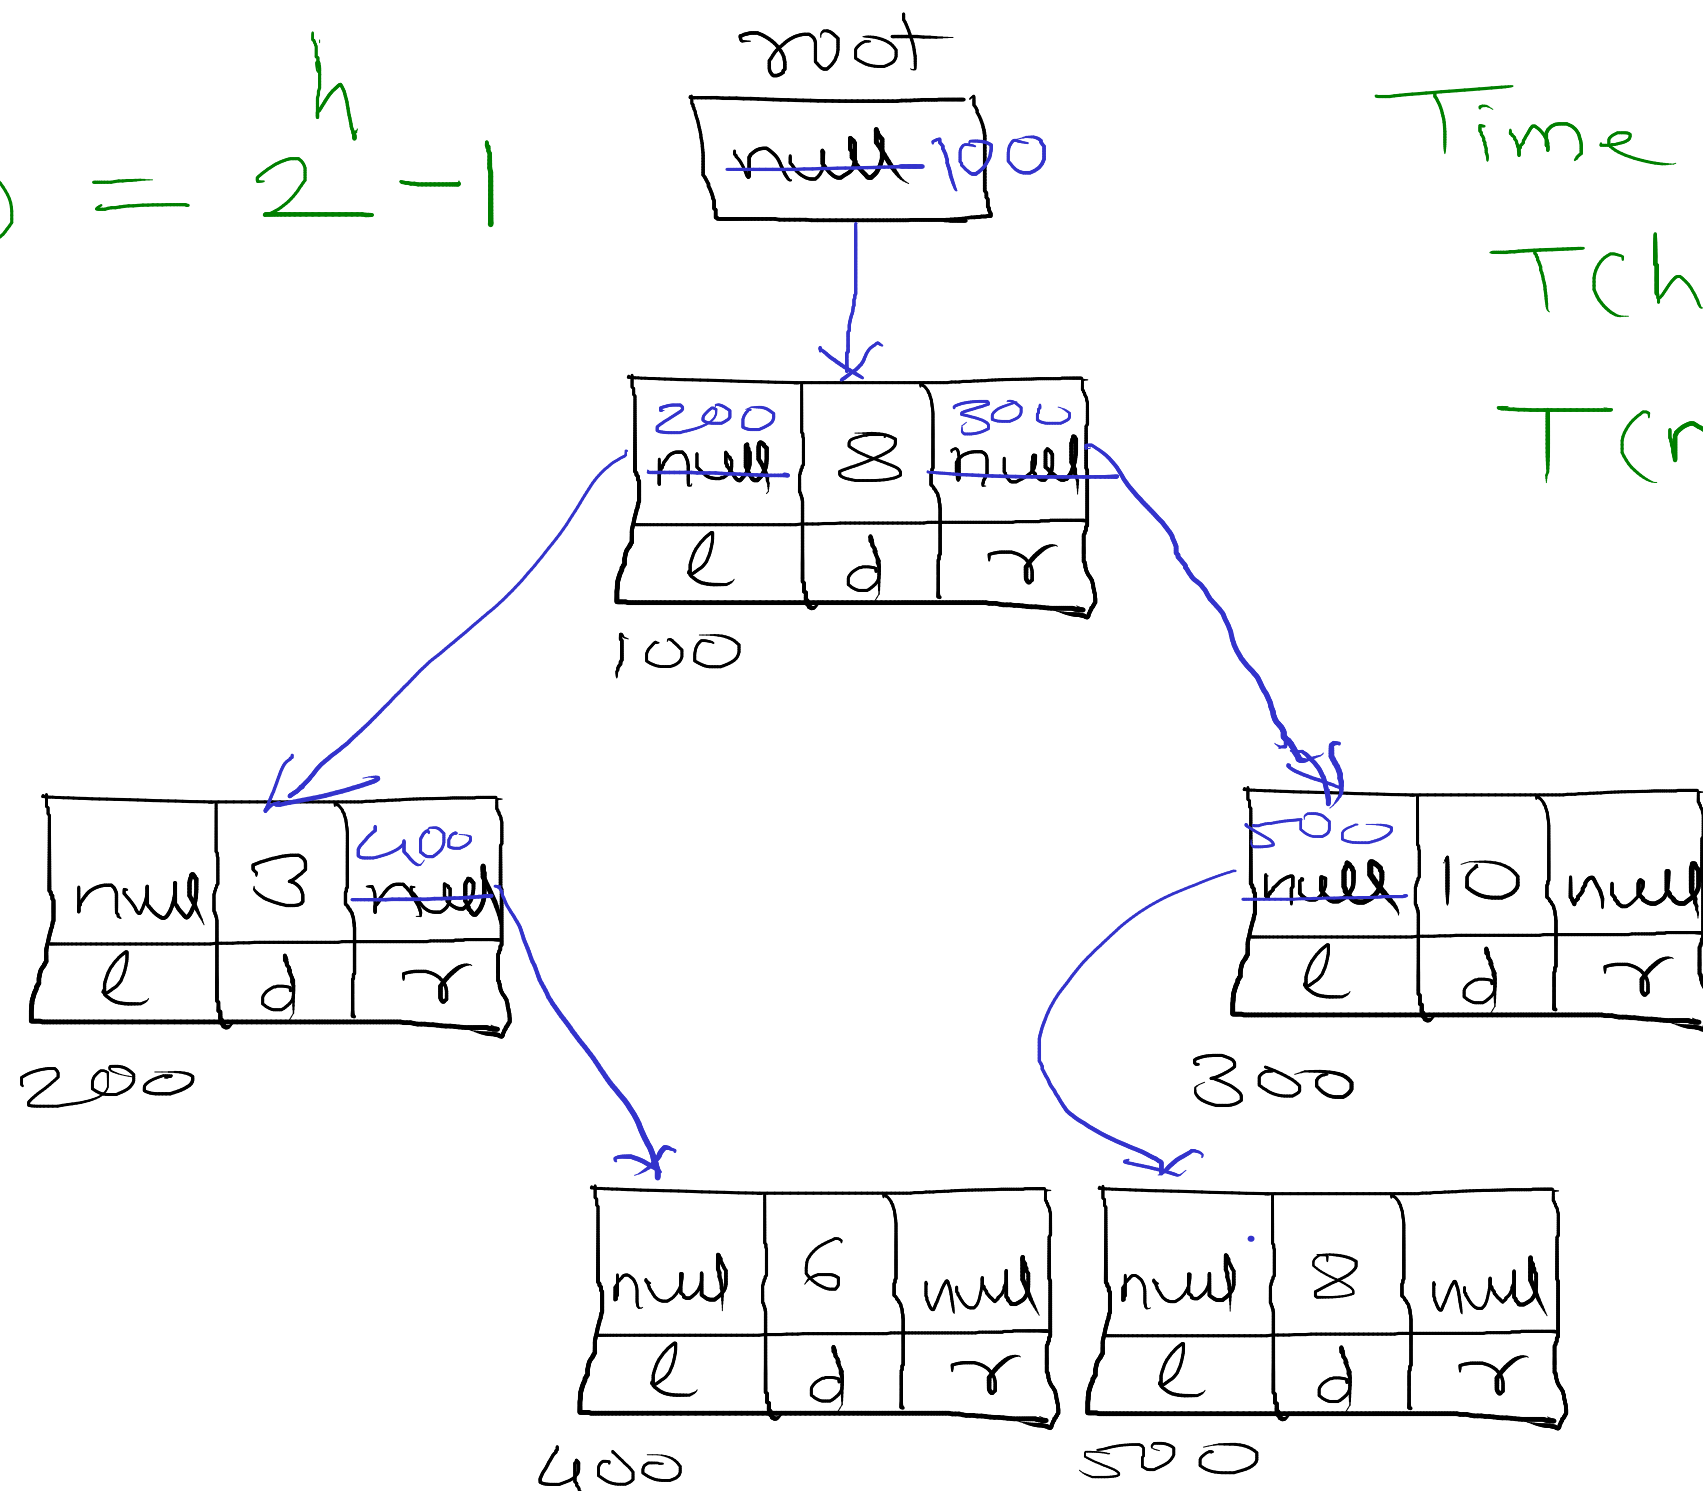 root
null 100
= 2^h - 1
Time
T(h
T(n
200 300
null 8 null
l d r
100
400
null 3 null
l d r
200
500
null 10 null
l d r
300
null 6 null
l d r
400
null 8 null
l d r
500